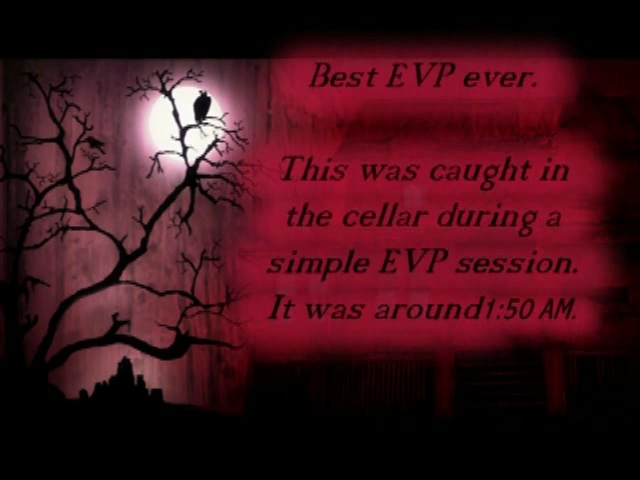 Best EVP ever.
This was caught in
the cellar during a
simple EVP session.
It was around1:50 AM.